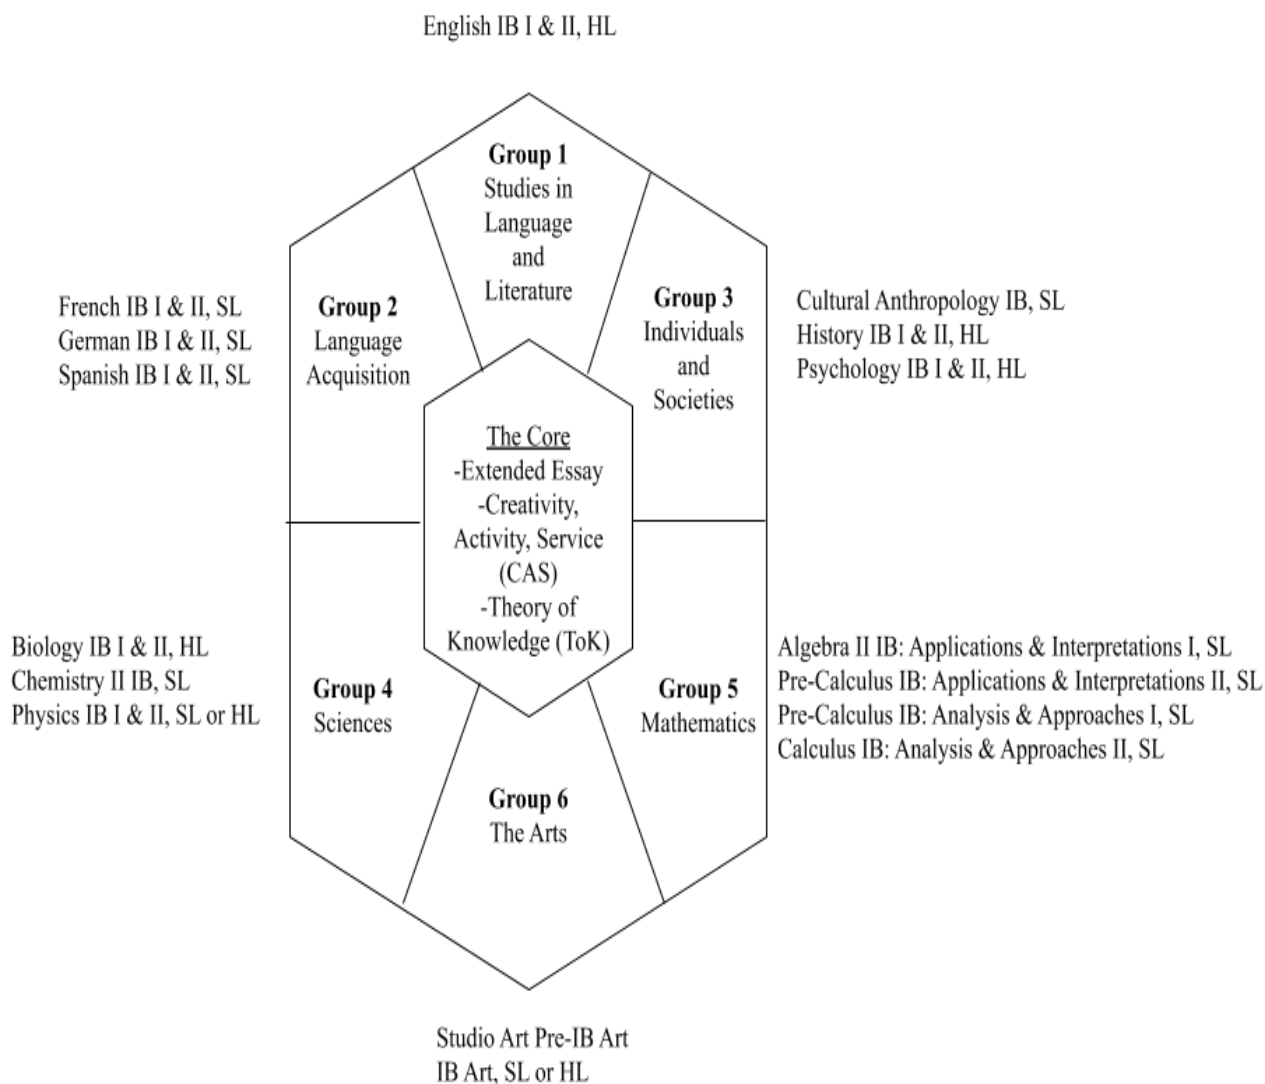 English IB I & II, HL
Group 1
Studies in
Language
and
Literature
Group 2
Language
Acquisition
French IB I & II, SL
German IB I & II, SL
Spanish IB I & II, SL
Group 3
Individuals
and
Societies
Cultural Anthropology IB, SL
History IB I & II, HL
Psychology IB I & II, HL
The Core
-Extended Essay
-Creativity,
Activity, Service
(CAS)
-Theory of
Knowledge (ToK)
Biology IB I & II, HL
Chemistry II IB, SL
Physics IB I & II, SL or HL
Group 4
Sciences
Group 5
Mathematics
Algebra II IB: Applications & Interpretations I, SL
Pre-Calculus IB: Applications & Interpretations II, SL
Pre-Calculus IB: Analysis & Approaches I, SL
Calculus IB: Analysis & Approaches II, SL
Group 6
The Arts
Studio Art Pre-IB Art
IB Art, SL or HL